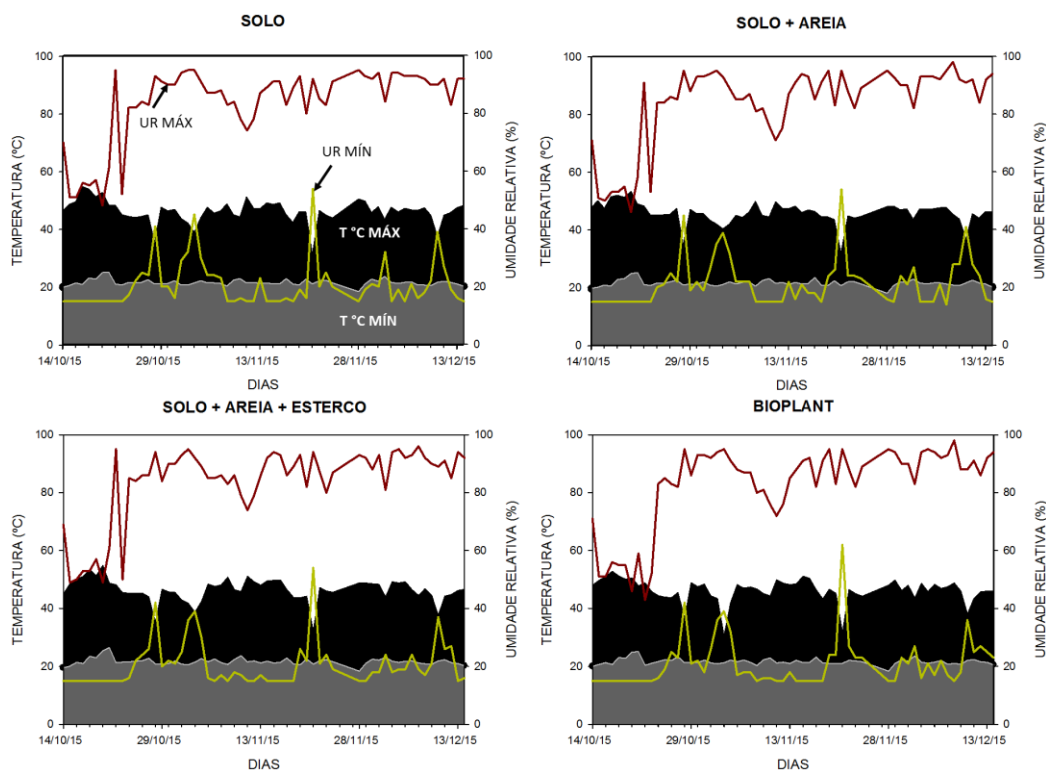 SOLO
TEMPERATURA (ºC)
100
80
60
40
20
0
UR MÁX
UR MÍN
T °C MÁX
T °C MÍN
100
80
60
40
20
0
UMIDADE RELATIVA (%)
14/10/15 29/10/15 13/11/15 28/11/15 13/12/15
DIAS
SOLO + AREIA
TEMPERATURA (ºC)
100
80
60
40
20
0
100
80
60
40
20
0
UMIDADE RELATIVA (%)
14/10/15 29/10/15 13/11/15 28/11/15 13/12/15
DIAS
SOLO + AREIA + ESTERCO
TEMPERATURA (ºC)
100
80
60
40
20
0
100
80
60
40
20
0
UMIDADE RELATIVA (%)
14/10/15 29/10/15 13/11/15 28/11/15 13/12/15
DIAS
BIOPLANT
TEMPERATURA (ºC)
100
80
60
40
20
0
100
80
60
40
20
0
UMIDADE RELATIVA (%)
14/10/15 29/10/15 13/11/15 28/11/15 13/12/15
DIAS